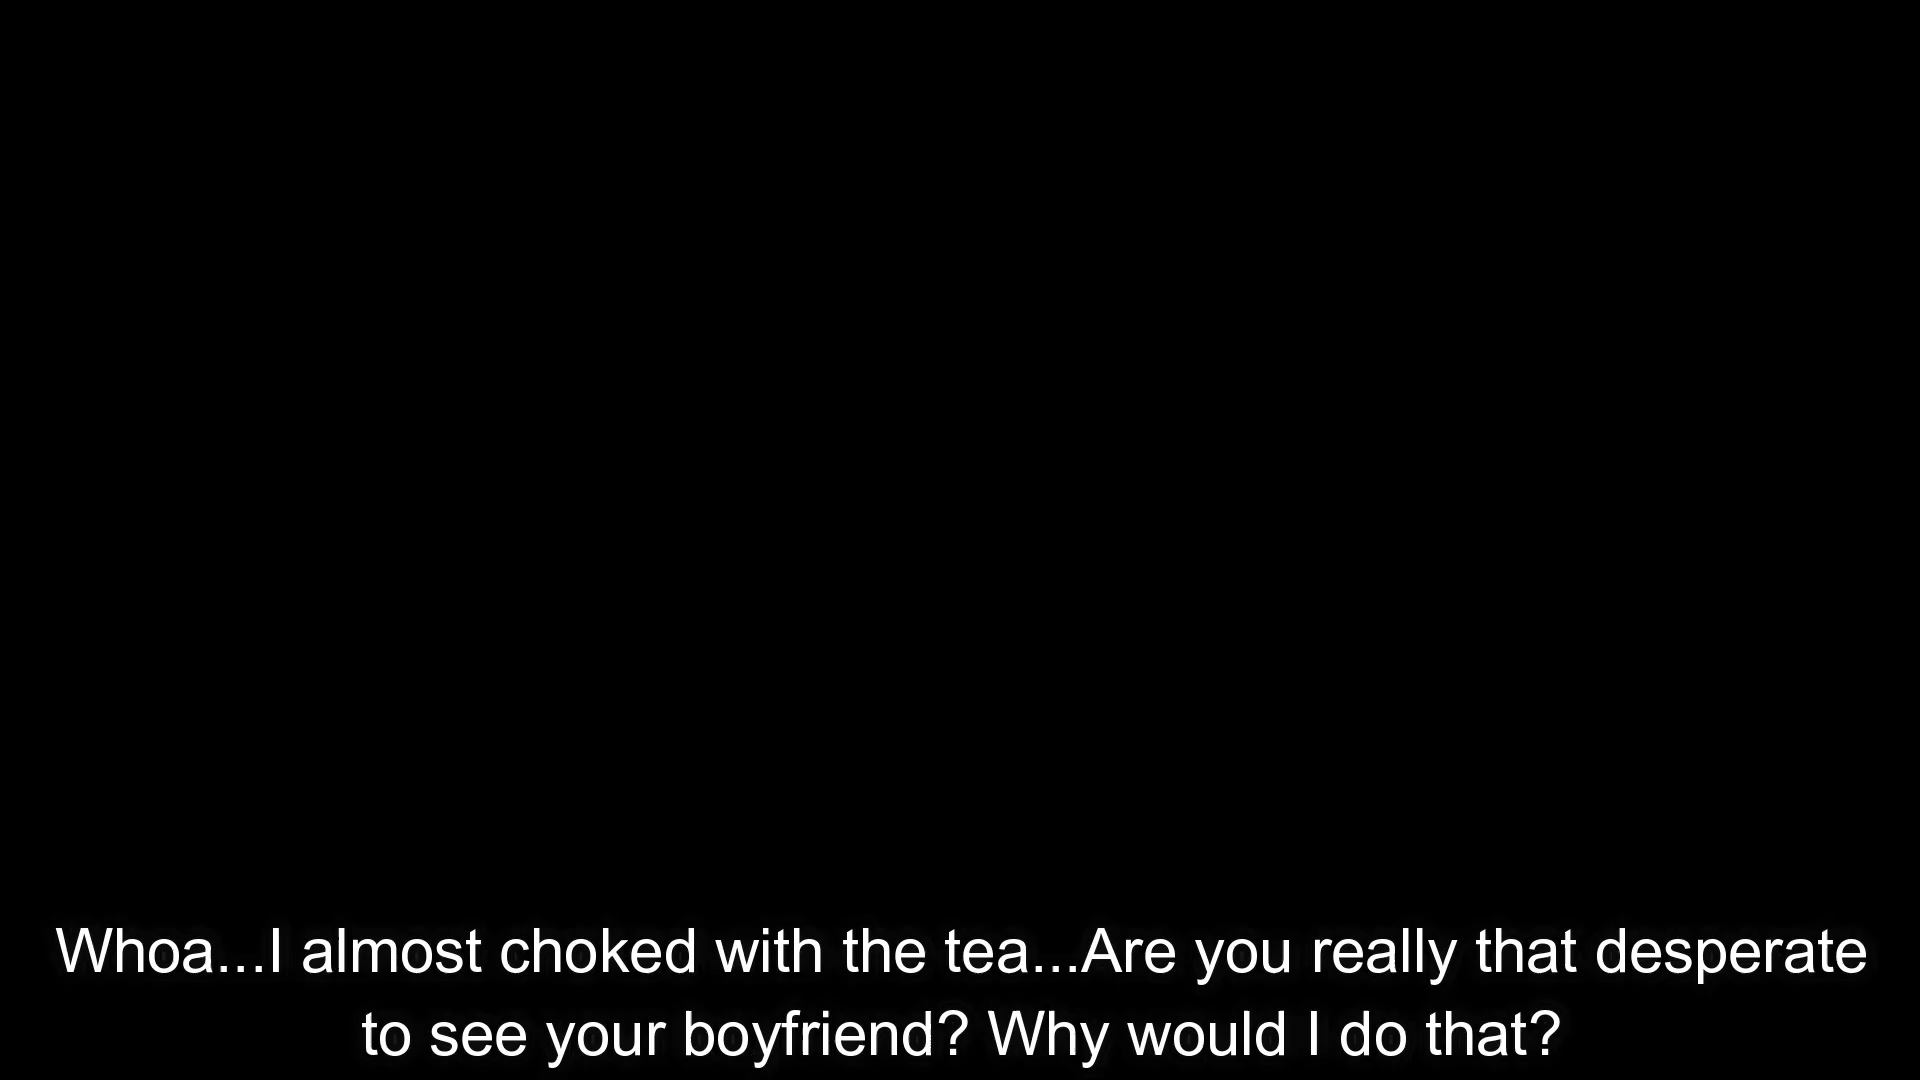 Whoa...I almost choked with the tea...Are you really that desperate
to see your boyfriend? Why would I do that?